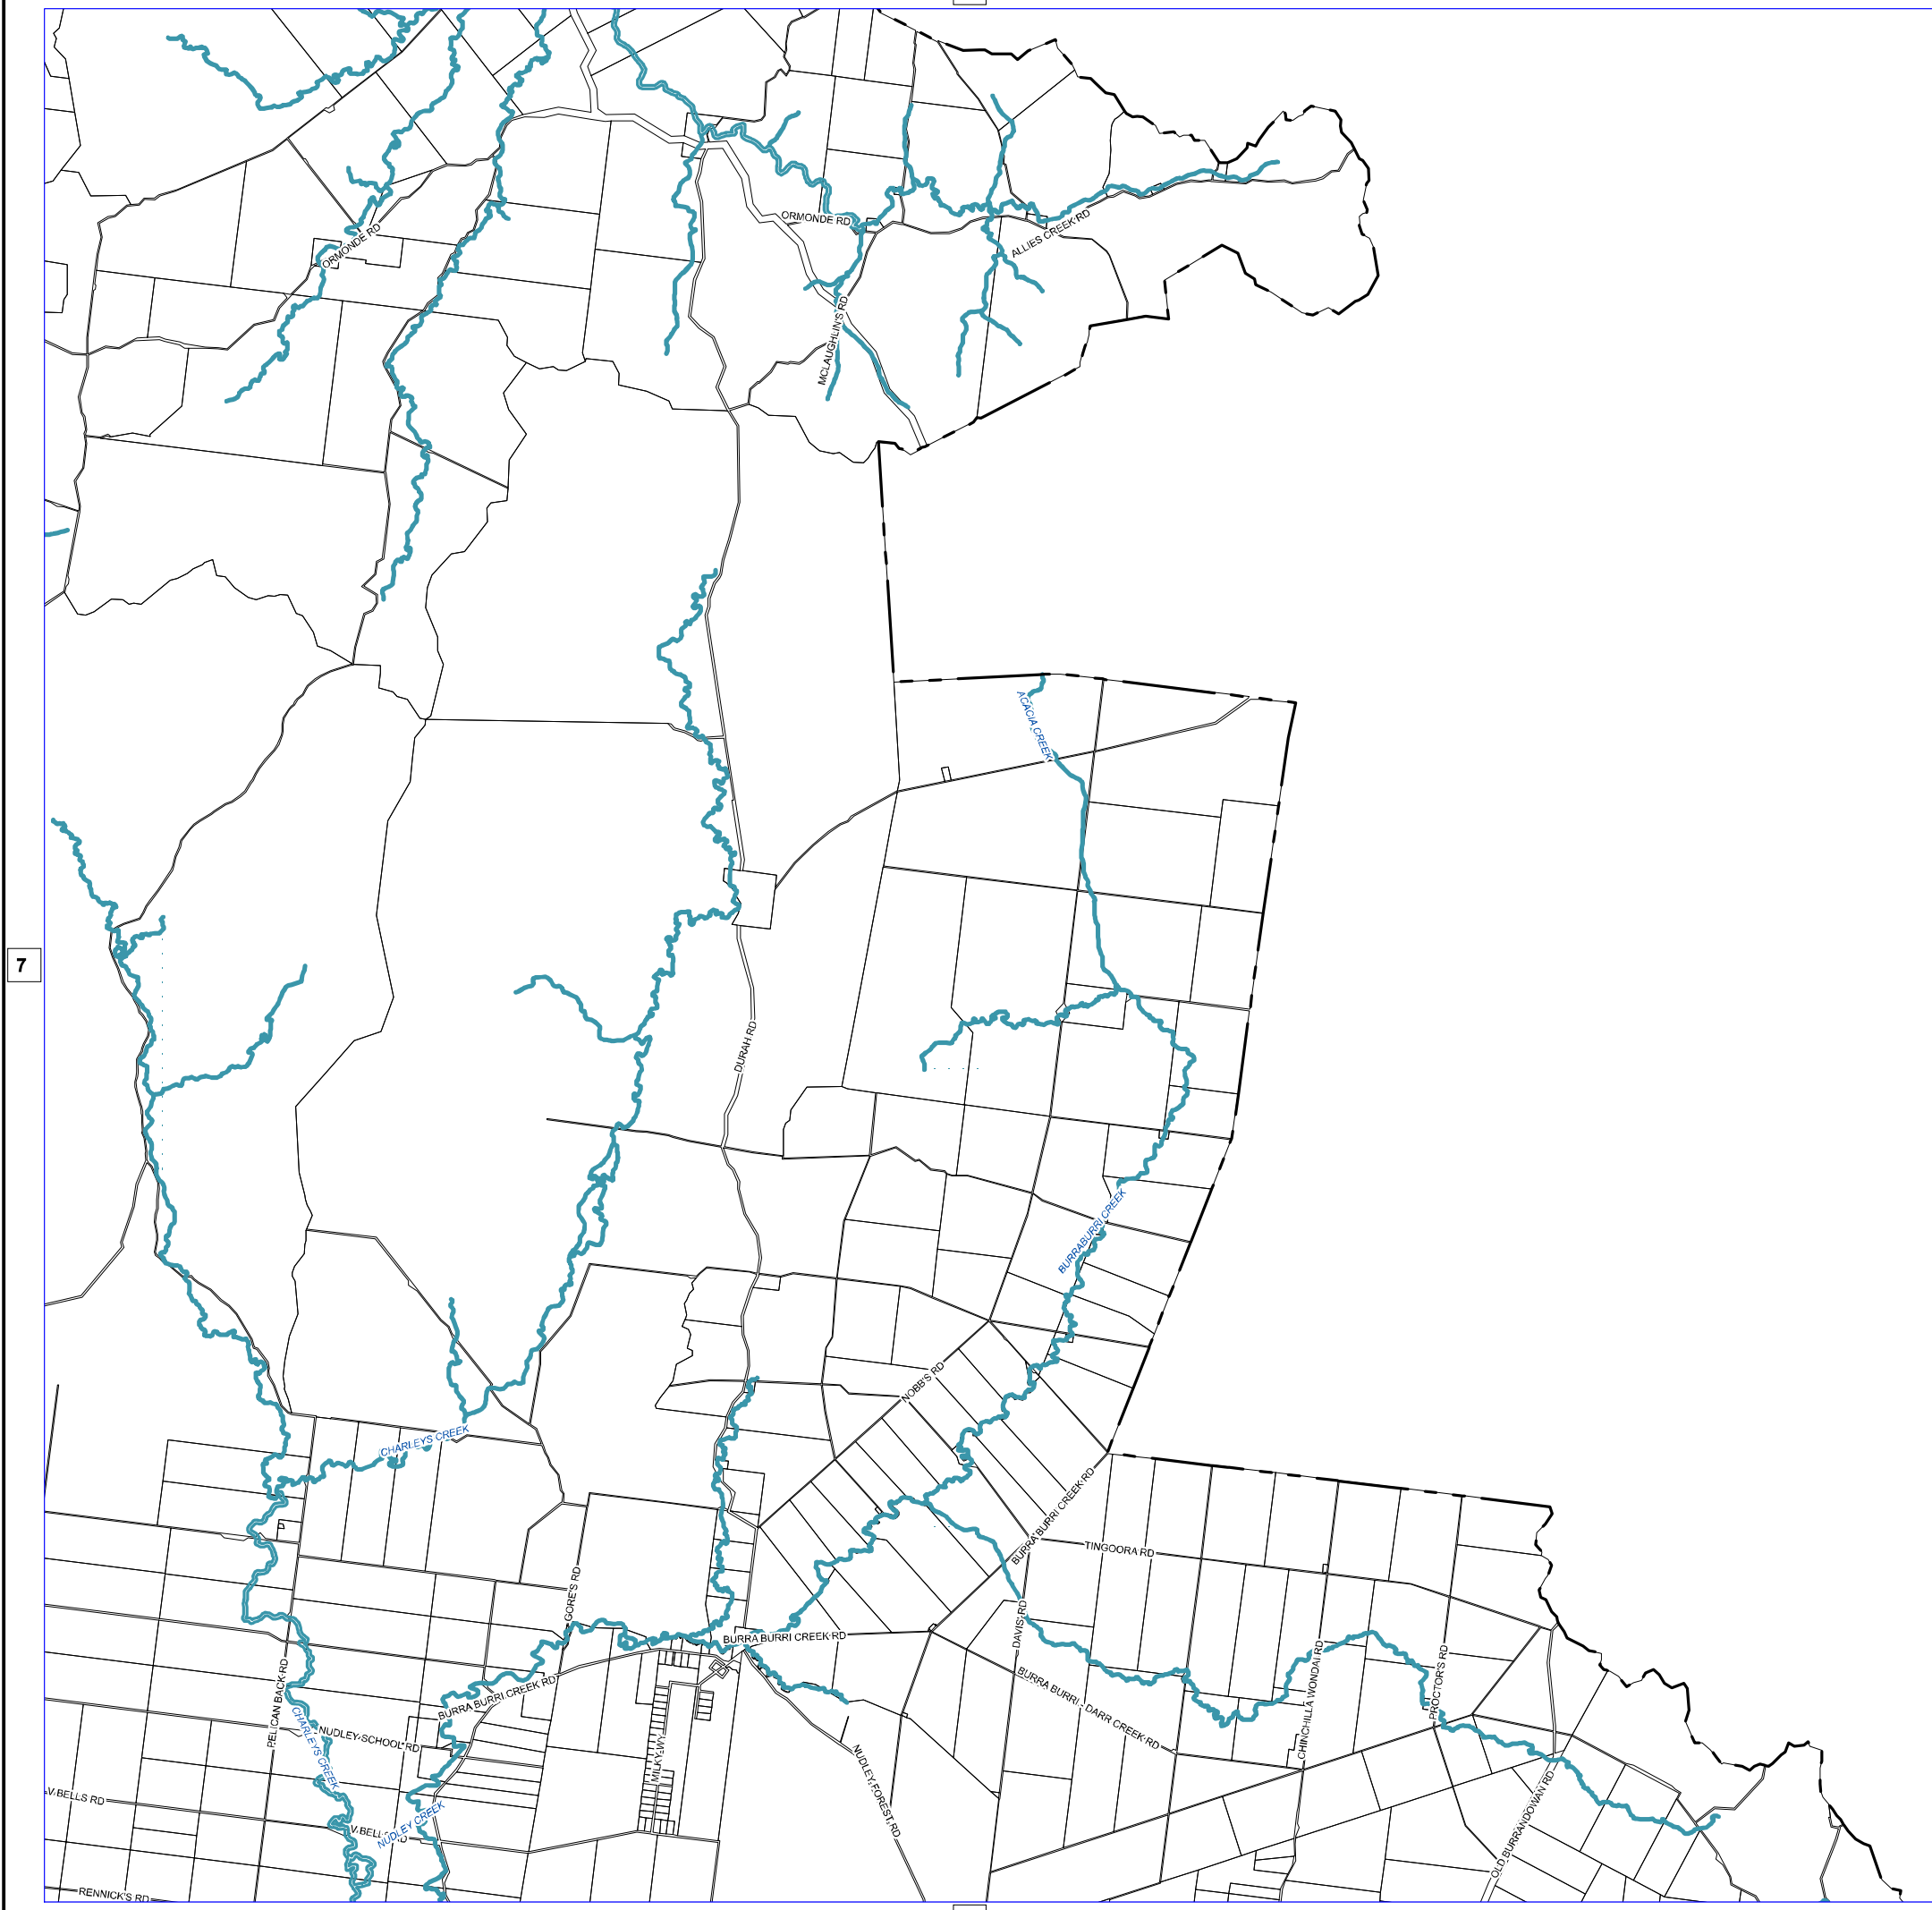 ORMONDE RD
ALLIES CREEK RD
ORMONDE RD
MCLAUGHLIN'S RD
ACACIA CREEK
7
DURAH RD
BURRABURRI CREEK
NOBB'S RD
CHARLEYS CREEK
BURRA BURRI CREEK RD
TINGOORA RD
GORE'S RD
DAVIS RD
BURRA BURRI CREEK RD
CHINCHILLA WONDAI RD
PROCTOR'S RD
PELICAN BACK RD
BURRA BURRI CREEK RD
BURRA BURRI - DARR CREEK RD
CHARLEYS CREEK
NUDLEY SCHOOL RD
MILKY WY
NUDLEY FOREST RD
V BELLS RD
NUDLEY CREEK
OLD BURRANDOWAN RD
RENNICK'S RD